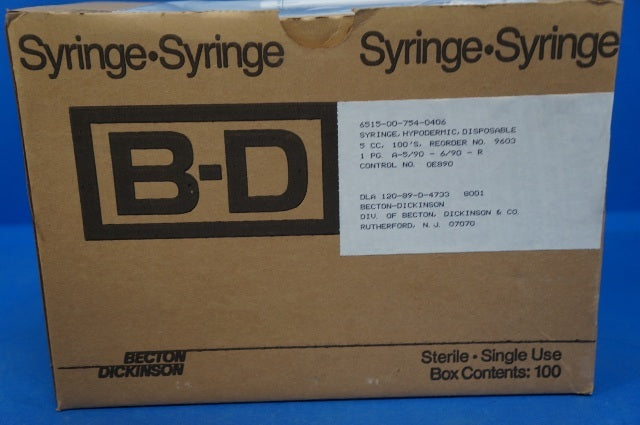 Syringe•Syringe Syringe•Syringe
B-D
6515-00-754-0406
SYRINGE, HYPODERMIC, DISPOSABLE
5 CC, 100'S, REORDER NO. 9603
1 PG. A-5/90 - 6/90 - R
CONTROL NO. 0E890
DLA 120-89-D-4733 8001
BECTON-DICKINSON
DIV. OF BECTON, DICKINSON & CO.
RUTHERFORD, N.J. 07070
BECTON
DICKINSON
Sterile • Single Use
Box Contents: 100